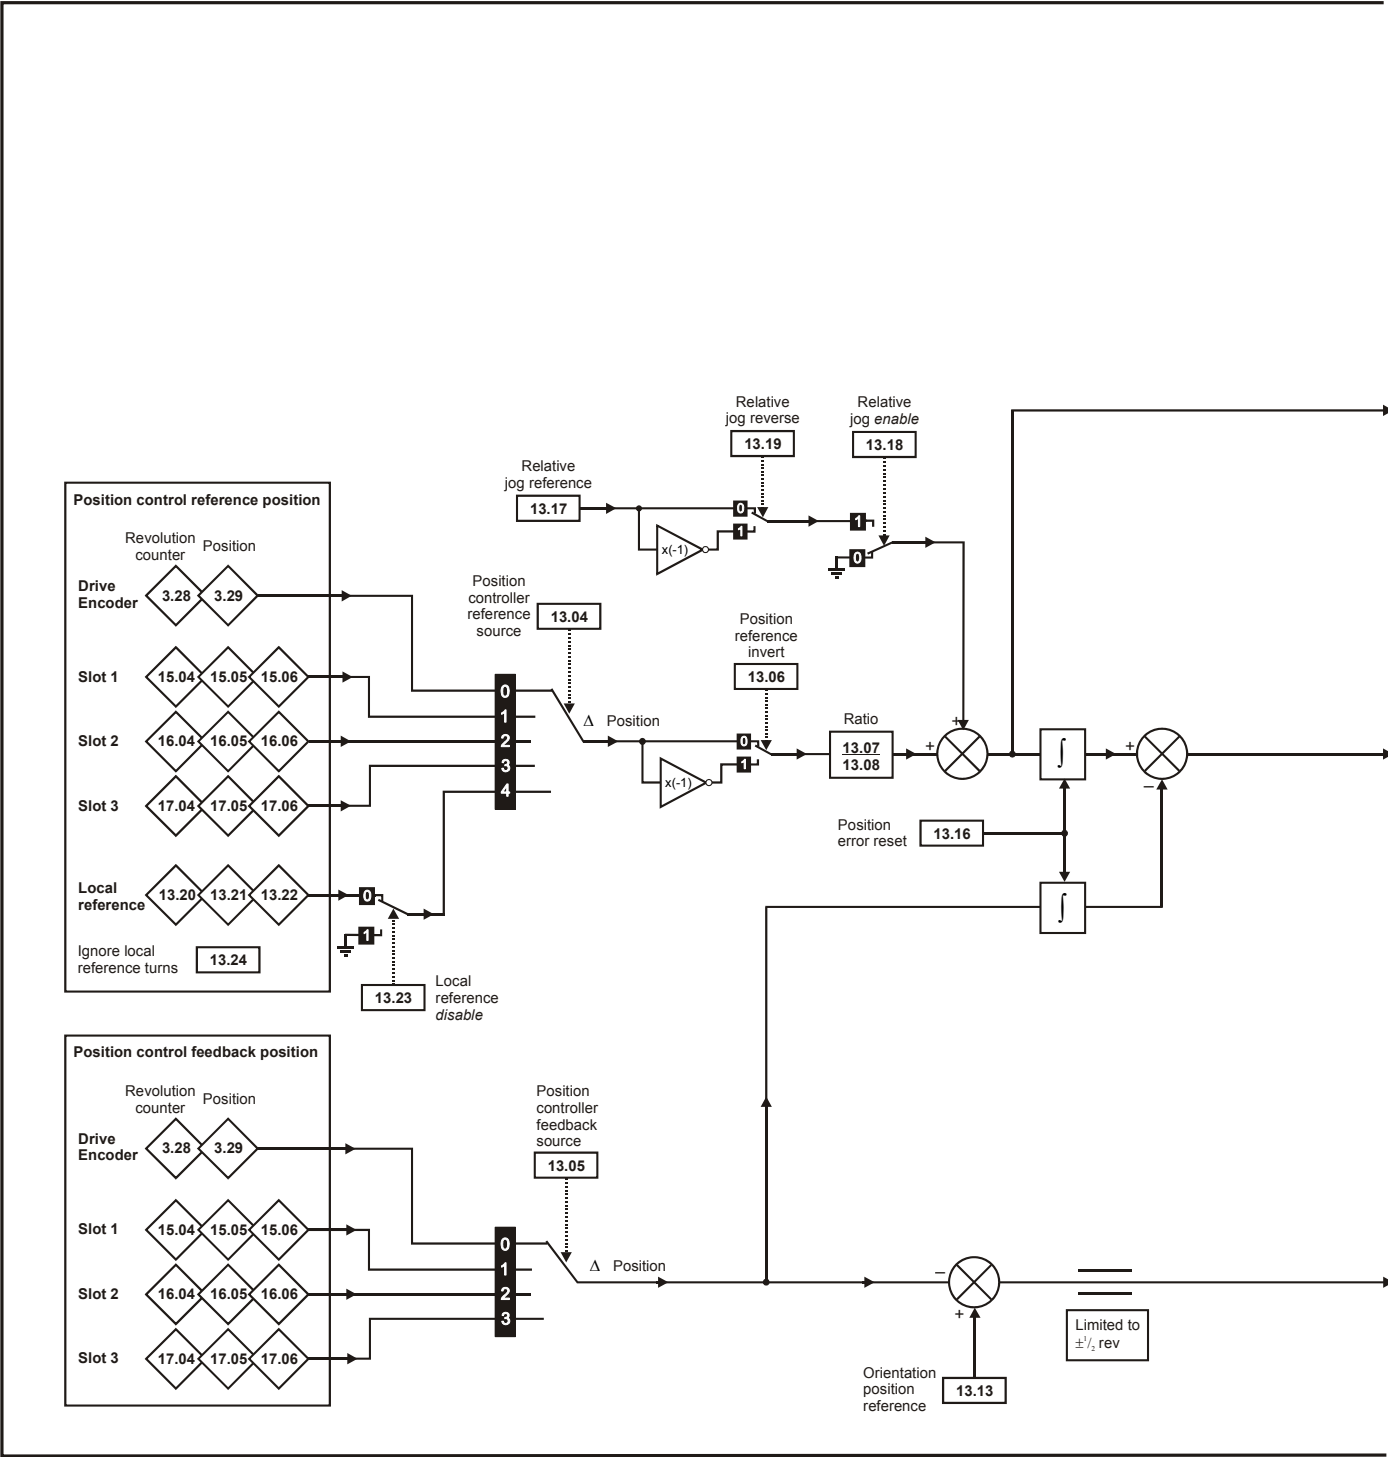 Relative
jog reverse
13.19
Relative
jog enable
13.18
Relative
jog reference
13.17
0
1
x(-1)
1
0
Position control reference position
Revolution
counter
Position
Drive
Encoder
3.28
3.29
Slot 1
15.04
15.05
15.06
Slot 2
16.04
16.05
16.06
Slot 3
17.04
17.05
17.06
Local
reference
13.20
13.21
13.22
Ignore local
reference turns
13.24
0
1
13.23
Local
reference
disable
Position
controller
reference
source
13.04
0
1
2
3
4
Δ Position
x(-1)
0
1
Position
reference
invert
13.06
Ratio
13.07
13.08
+
+
∫
+
−
Position
error reset
13.16
∫
Position control feedback position
Revolution
counter
Position
Drive
Encoder
3.28
3.29
Slot 1
15.04
15.05
15.06
Slot 2
16.04
16.05
16.06
Slot 3
17.04
17.05
17.06
Position
controller
feedback
source
13.05
0
1
2
3
Δ Position
−
+
Orientation
position
reference
13.13
Limited to
±1/2 rev